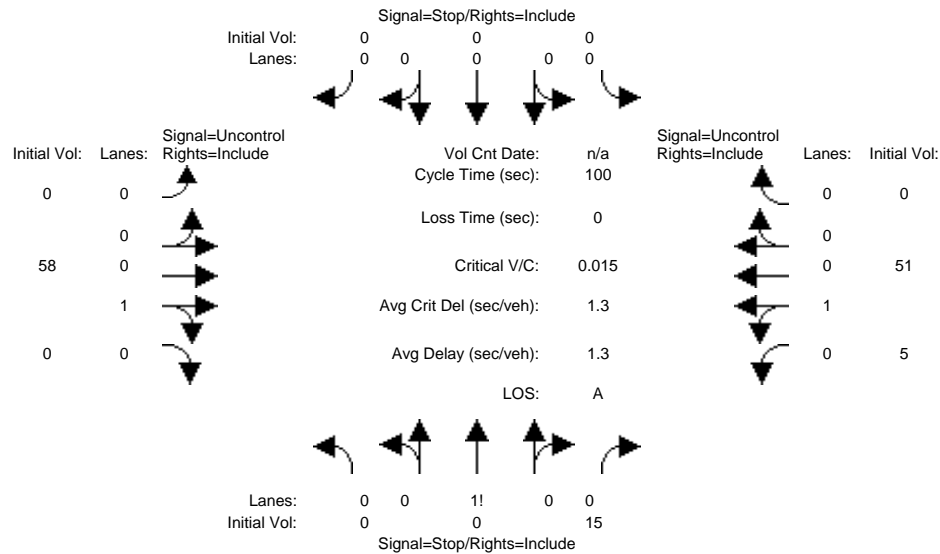 Signal=Stop/Rights=Include
Initial Vol: 0 0 0
Lanes: 0 0 0 0 0
Signal=Uncontrol
Initial Vol: Lanes: Rights=Include
Vol Cnt Date: n/a
Signal=Uncontrol
Rights=Include Lanes: Initial Vol:
Cycle Time (sec): 100
0 0
0 0
Loss Time (sec): 0
0
0
58 0
Critical V/C: 0.015
0 51
1
Avg Crit Del (sec/veh): 1.3
1
0 0
Avg Delay (sec/veh): 1.3
0 5
LOS: A
Lanes: 0 0 1! 0 0
Initial Vol: 0 0 15
Signal=Stop/Rights=Include